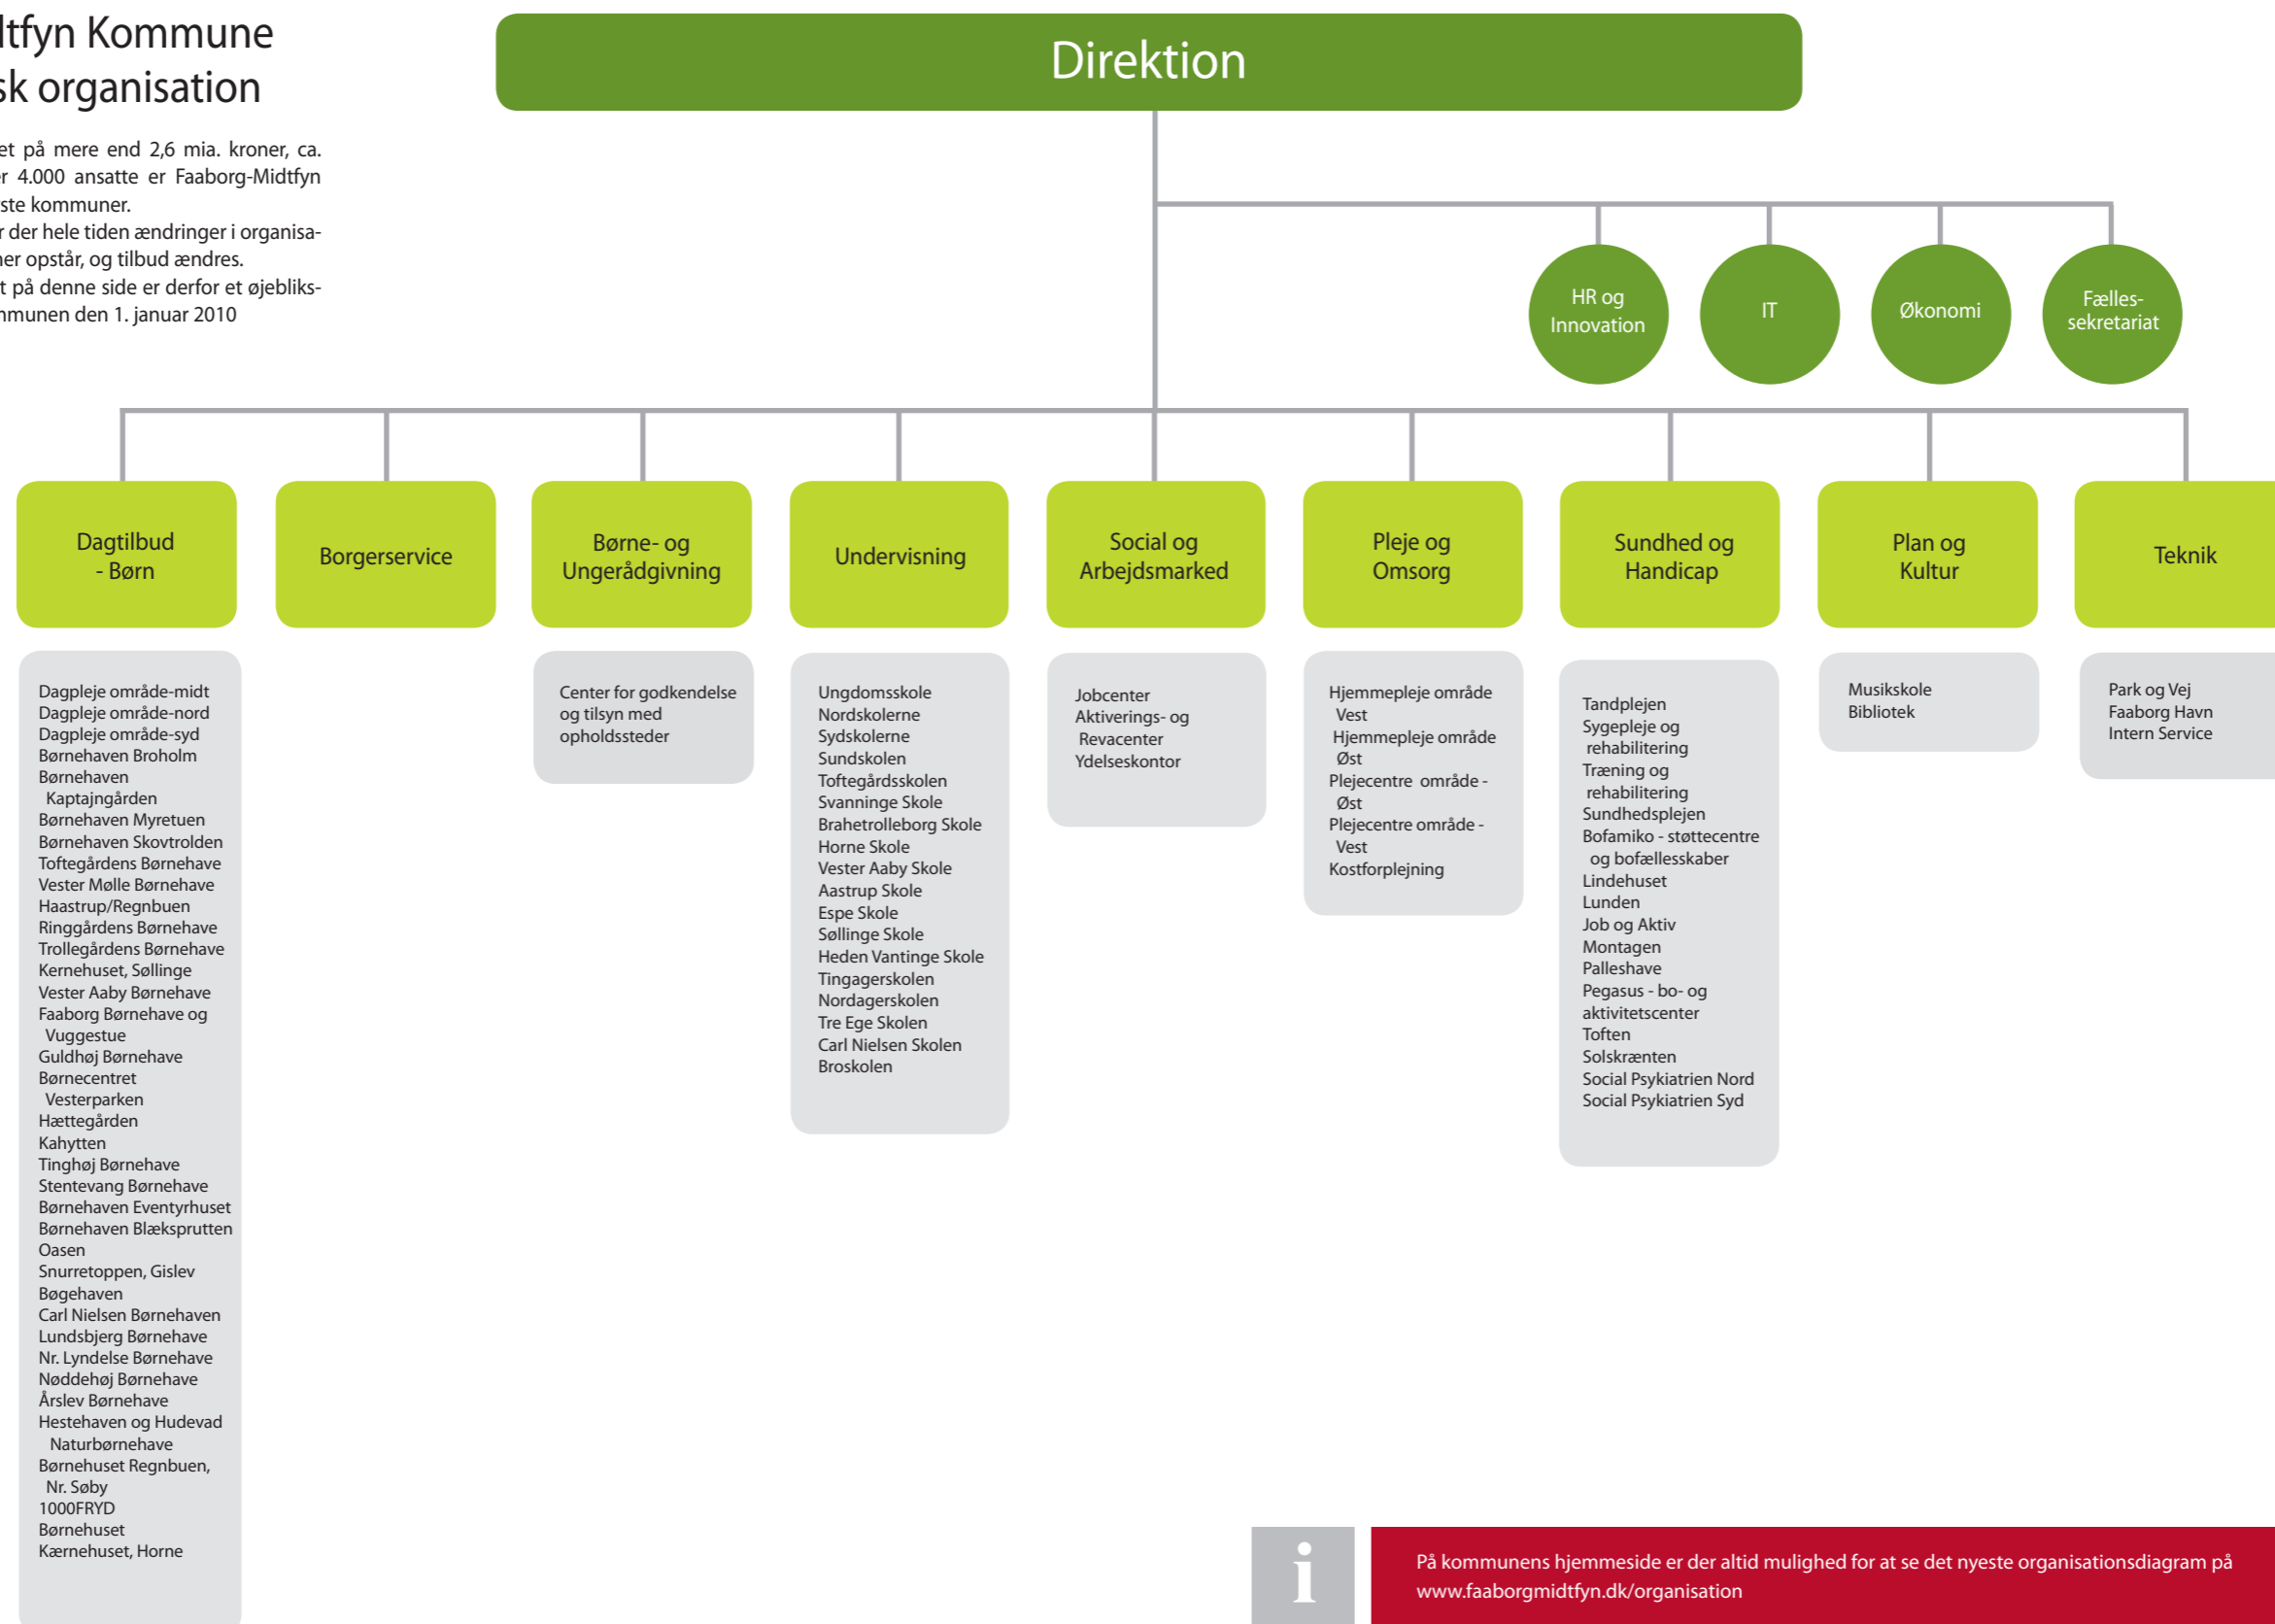 dtfyn Kommune
sk organisation
et på mere end 2,6 mia. kroner, ca.
er 4.000 ansatte er Faaborg-Midtfyn
rste kommuner.
r der hele tiden ændringer i organisa-
ner opstår, og tilbud ændres.
t på denne side er derfor et øjebliks-
mmunen den 1. januar 2010
Direktion
HR og
Innovation
IT
Økonomi
Fælles-
sekretariat
Dagtilbud
- Børn
Borgerservice
Børne- og
Ungerådgivning
Undervisning
Social og
Arbejdsmarked
Pleje og
Omsorg
Sundhed og
Handicap
Plan og
Kultur
Teknik
Dagpleje område-midt
Dagpleje område-nord
Dagpleje område-syd
Børnehaven Broholm
Børnehaven
Kaptajngården
Børnehaven Myretuen
Børnehaven Skovtrolden
Toftegårdens Børnehave
Vester Mølle Børnehave
Haastrup/Regnbuen
Ringgårdens Børnehave
Trollegårdens Børnehave
Kernehuset, Søllinge
Vester Aaby Børnehave
Faaborg Børnehave og
Vuggestue
Guldhøj Børnehave
Børnecentret
Vesterparken
Hættegården
Kahytten
Tinghøj Børnehave
Stentevang Børnehave
Børnehaven Eventyrhuset
Børnehaven Blæksprutten
Oasen
Snurretoppen, Gislev
Bøgehaven
Carl Nielsen Børnehaven
Lundsbjerg Børnehave
Nr. Lyndelse Børnehave
Nøddehøj Børnehave
Årslev Børnehave
Hestehaven og Hudevad
Naturbørnehave
Børnehuset Regnbuen,
Nr. Søby
1000FRYD
Børnehuset
Kærnehuset, Horne
Center for godkendelse
og tilsyn med
opholdssteder
Ungdomsskole
Nordskolerne
Sydskolerne
Sundskolen
Toftegårdsskolen
Svanninge Skole
Brahetrolleborg Skole
Horne Skole
Vester Aaby Skole
Aastrup Skole
Espe Skole
Søllinge Skole
Heden Vantinge Skole
Tingagerskolen
Nordagerskolen
Tre Ege Skolen
Carl Nielsen Skolen
Broskolen
Jobcenter
Aktiverings- og
Revacenter
Ydelseskontor
Hjemmepleje område
Vest
Hjemmepleje område
Øst
Plejecentre område -
Øst
Plejecentre område -
Vest
Kostforplejning
Tandplejen
Sygepleje og
rehabilitering
Træning og
rehabilitering
Sundhedsplejen
Bofamiko - støttecentre
og bofællesskaber
Lindehuset
Lunden
Job og Aktiv
Montagen
Palleshave
Pegasus - bo- og
aktivitetscenter
Toften
Solskrænten
Social Psykiatrien Nord
Social Psykiatrien Syd
Musikskole
Bibliotek
Park og Vej
Faaborg Havn
Intern Service
i
På kommunens hjemmeside er der altid mulighed for at se det nyeste organisationsdiagram på
www.faaborgmidtfyn.dk/organisation